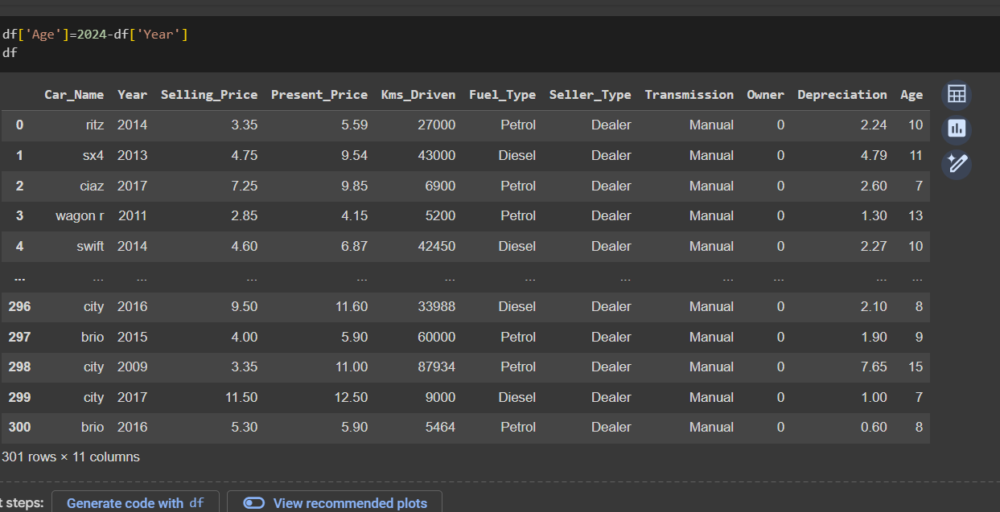 df['Age']=2024-df['Year']
df
Car_Name Year Selling_Price Present_Price Kms_Driven Fuel_Type Seller_Type Transmission Owner Depreciation Age
0 ritz 2014 3.35 5.59 27000 Petrol Dealer Manual 0 2.24 10
1 sx4 2013 4.75 9.54 43000 Diesel Dealer Manual 0 4.79 11
2 ciaz 2017 7.25 9.85 6900 Petrol Dealer Manual 0 2.60 7
3 wagon r 2011 2.85 4.15 5200 Petrol Dealer Manual 0 1.30 13
4 swift 2014 4.60 6.87 42450 Diesel Dealer Manual 0 2.27 10
... ... ... ... ... ... ... ... ... ... ... ...
296 city 2016 9.50 11.60 33988 Diesel Dealer Manual 0 2.10 8
297 brio 2015 4.00 5.90 60000 Petrol Dealer Manual 0 1.90 9
298 city 2009 3.35 11.00 87934 Petrol Dealer Manual 0 7.65 15
299 city 2017 11.50 12.50 9000 Diesel Dealer Manual 0 1.00 7
300 brio 2016 5.30 5.90 5464 Petrol Dealer Manual 0 0.60 8
301 rows × 11 columns
t steps: Generate code with df View recommended plots